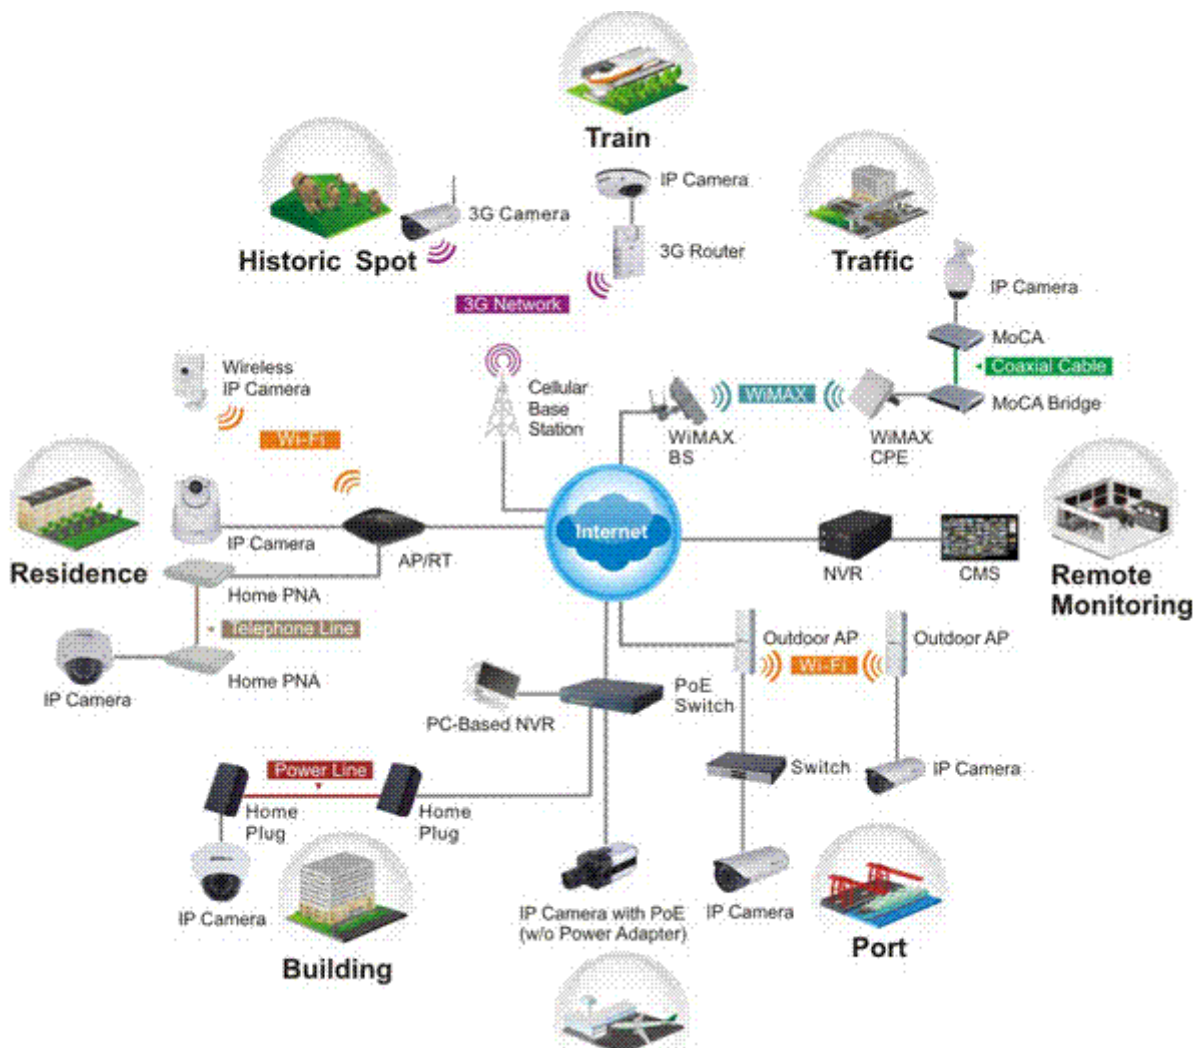 Train
IP Camera
3G Camera
3G Router
Historic Spot
Traffic
IP Camera
3G Network
MoCA
Coaxial Cable
Wireless
IP Camera
Cellular
Base
Station
WiMAX
MoCA Bridge
Wi-Fi
WiMAX
BS
WiMAX
CPE
Internet
IP Camera
AP/RT
NVR
CMS
Residence
Remote
Monitoring
Home PNA
Telephone Line
Outdoor AP
Outdoor AP
Wi-Fi
Home PNA
IP Camera
PoE
Switch
PC-Based NVR
Power Line
Switch
IP Camera
Home
Plug
Home
Plug
IP Camera
IP Camera with PoE
(w/o Power Adapter)
IP Camera
Port
Building